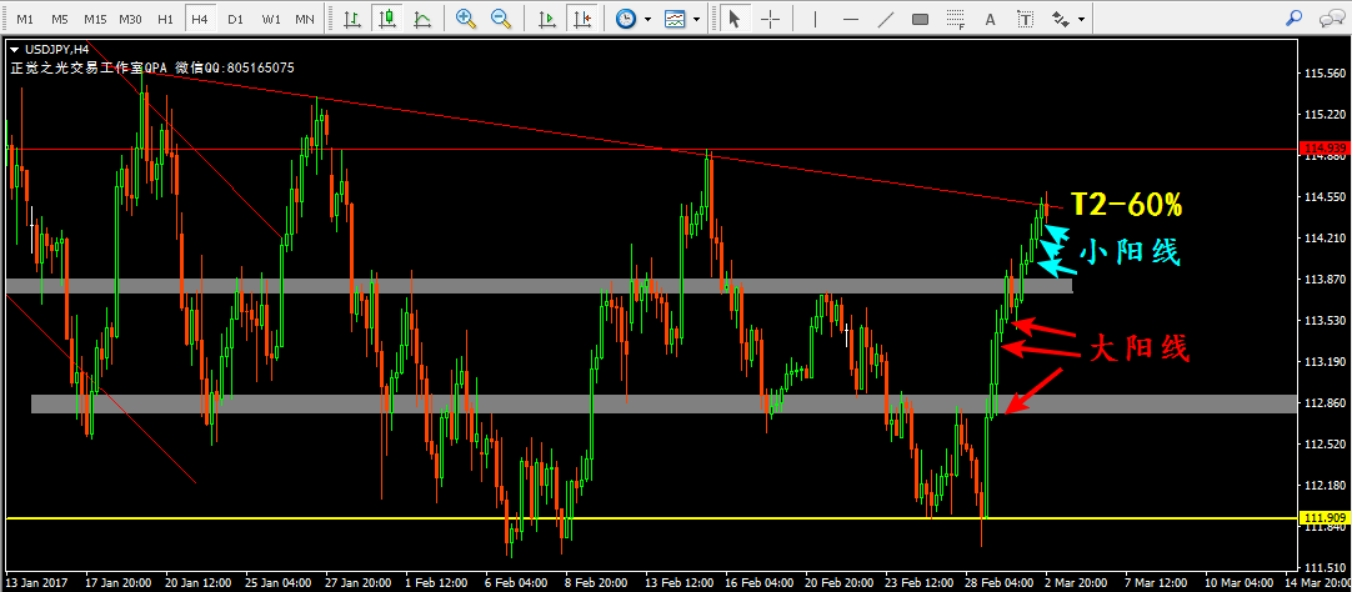 M1 M5 M15 M30 H1 H4 D1 W1 MN
F A T
USDJPY,H4
正觉之光交易工作室QPA 微信QQ:805165075
115.560
115.220
114.939
114.880
114.550
T2-60%
114.210
小阳线
113.870
113.530
大阳线
113.190
112.860
112.520
112.180
111.909
111.840
111.510
13 Jan 2017 17 Jan 20:00 20 Jan 12:00 25 Jan 04:00 27 Jan 20:00 1 Feb 12:00 6 Feb 04:00 8 Feb 20:00 13 Feb 12:00 16 Feb 04:00 20 Feb 20:00 23 Feb 12:00 28 Feb 04:00 2 Mar 20:00 7 Mar 12:00 10 Mar 04:00 14 Mar 20:00